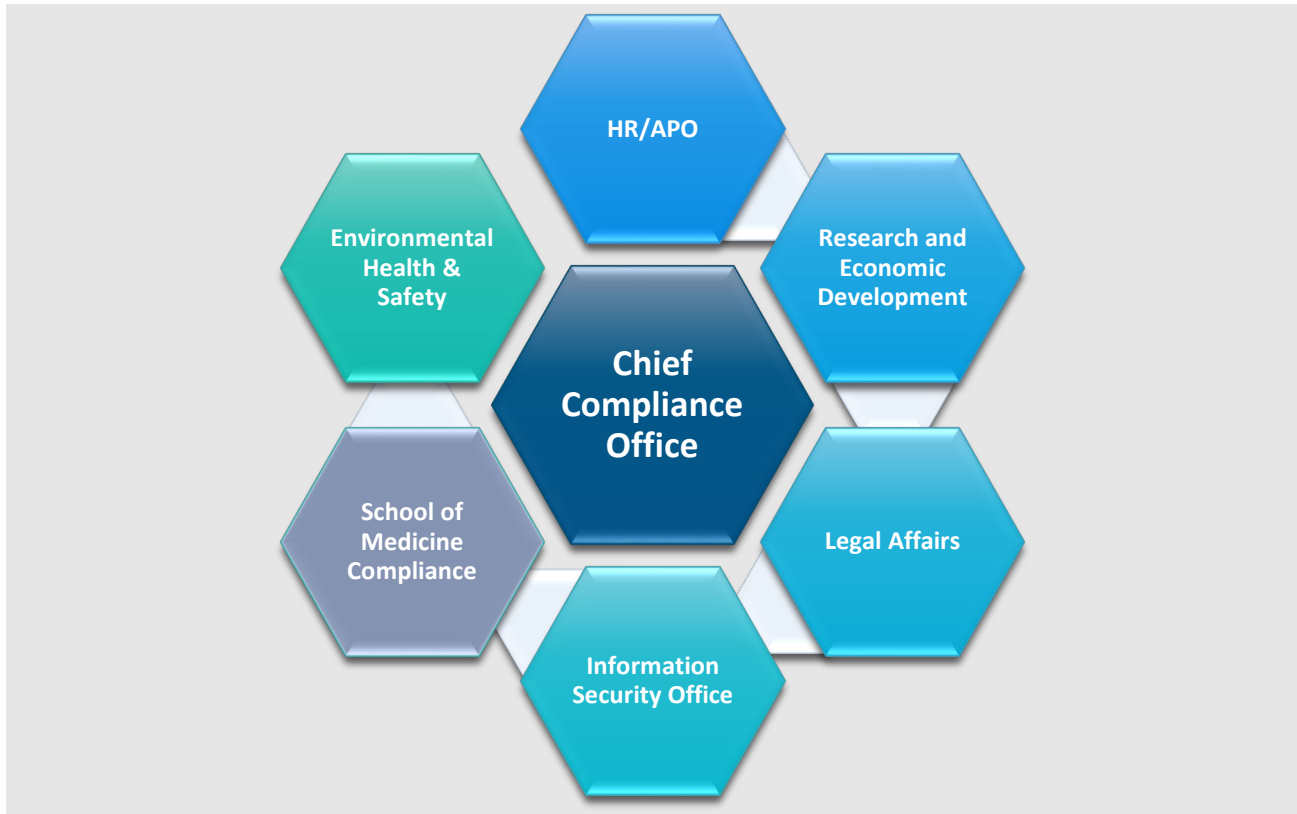 HR/APO
Environmental
Health &
Safety
Research and
Economic
Development
Chief
Compliance
Office
School of
Medicine
Compliance
Legal Affairs
Information
Security Office